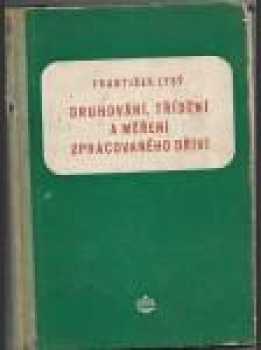 FRANTIŠEK LYSÝ
DRUHOVÁNÍ, TŘÍDĚNÍ
A MĚŘENÍ
ZPRACOVANÉHO DŘÍVÍ